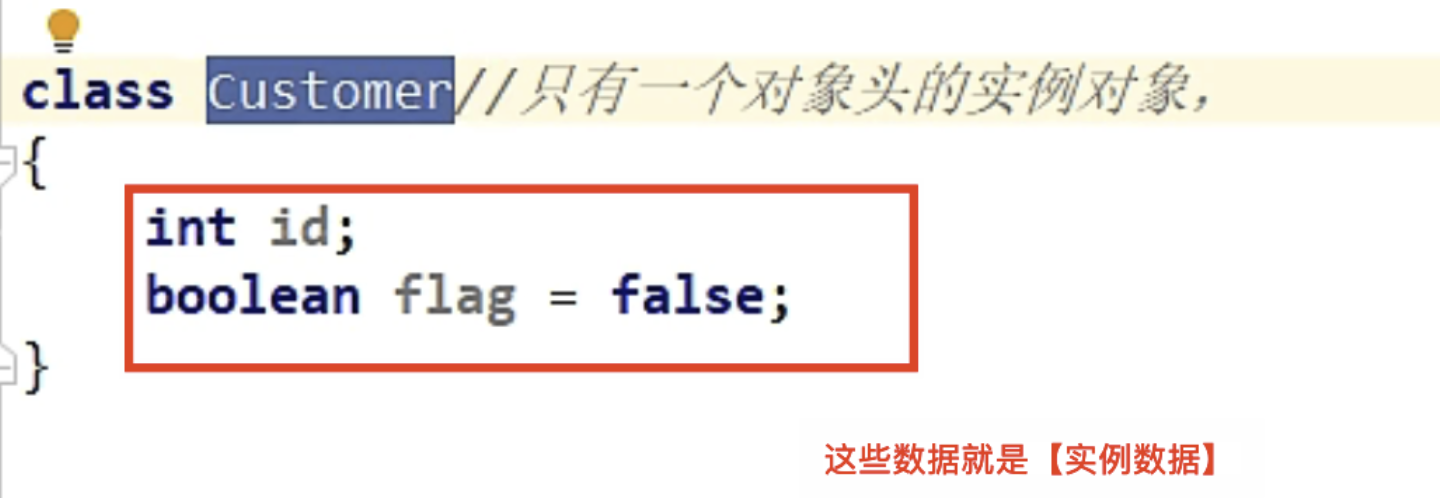 class Customer//只有一个对象头的实例对象，
{
int id;
boolean flag = false;
}
这些数据就是【实例数据】